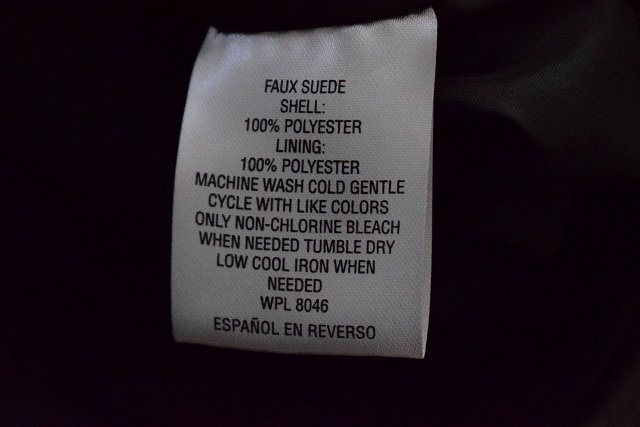 FAUX SUEDE
SHELL:
100% POLYESTER
LINING:
100% POLYESTER
MACHINE WASH COLD GENTLE
CYCLE WITH LIKE COLORS
ONLY NON-CHLORINE BLEACH
WHEN NEEDED TUMBLE DRY
LOW COOL IRON WHEN
NEEDED
WPL 8046
ESPAÑOL EN REVERSO